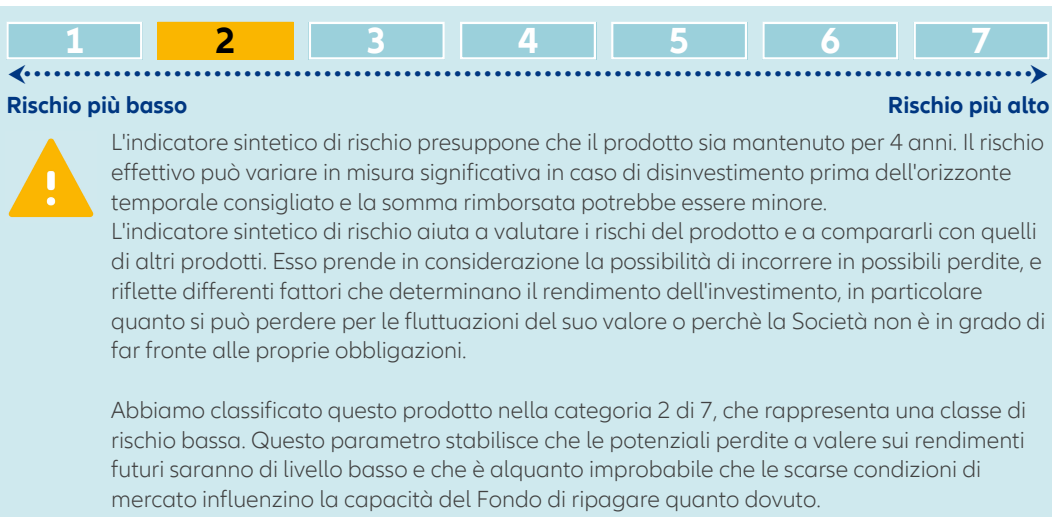 1 2 3 4 5 6 7
Rischio più basso Rischio più alto
L'indicatore sintetico di rischio presuppone che il prodotto sia mantenuto per 4 anni. Il rischio
effettivo può variare in misura significativa in caso di disinvestimento prima dell'orizzonte
temporale consigliato e la somma rimborsata potrebbe essere minore.
L'indicatore sintetico di rischio aiuta a valutare i rischi del prodotto e a compararli con quelli
di altri prodotti. Esso prende in considerazione la possibilità di incorrere in possibili perdite, e
riflette differenti fattori che determinano il rendimento dell'investimento, in particolare
quanto si può perdere per le fluttuazioni del suo valore o perchè la Società non è in grado di
far fronte alle proprie obbligazioni.
Abbiamo classificato questo prodotto nella categoria 2 di 7, che rappresenta una classe di
rischio bassa. Questo parametro stabilisce che le potenziali perdite a valere sui rendimenti
futuri saranno di livello basso e che è alquanto improbabile che le scarse condizioni di
mercato influenzino la capacità del Fondo di ripagare quanto dovuto.